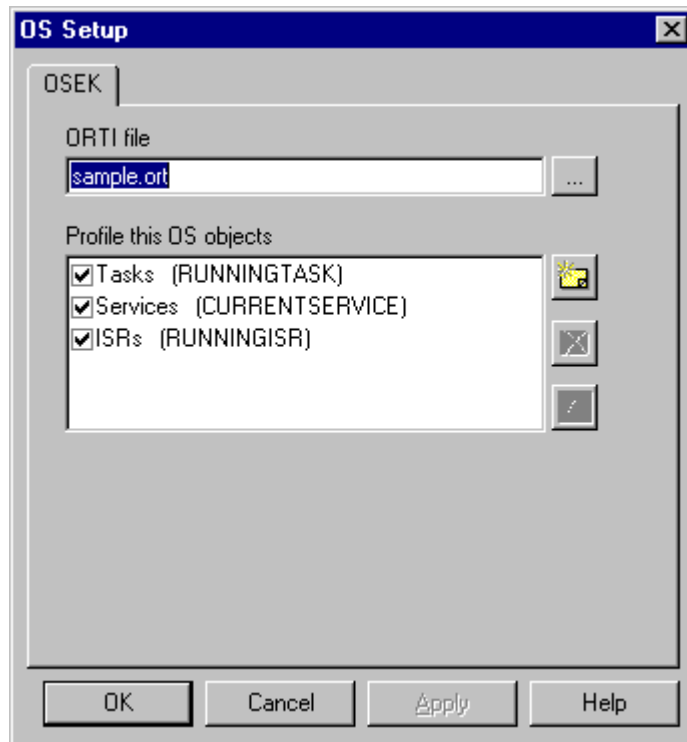 OS Setup
OSEK
ORTI file
sample.ort
...
Profile this OS objects
Tasks (RUNNINGTASK)
Services (CURRENTSERVICE)
ISRs (RUNNINGISR)
OK Cancel Apply Help